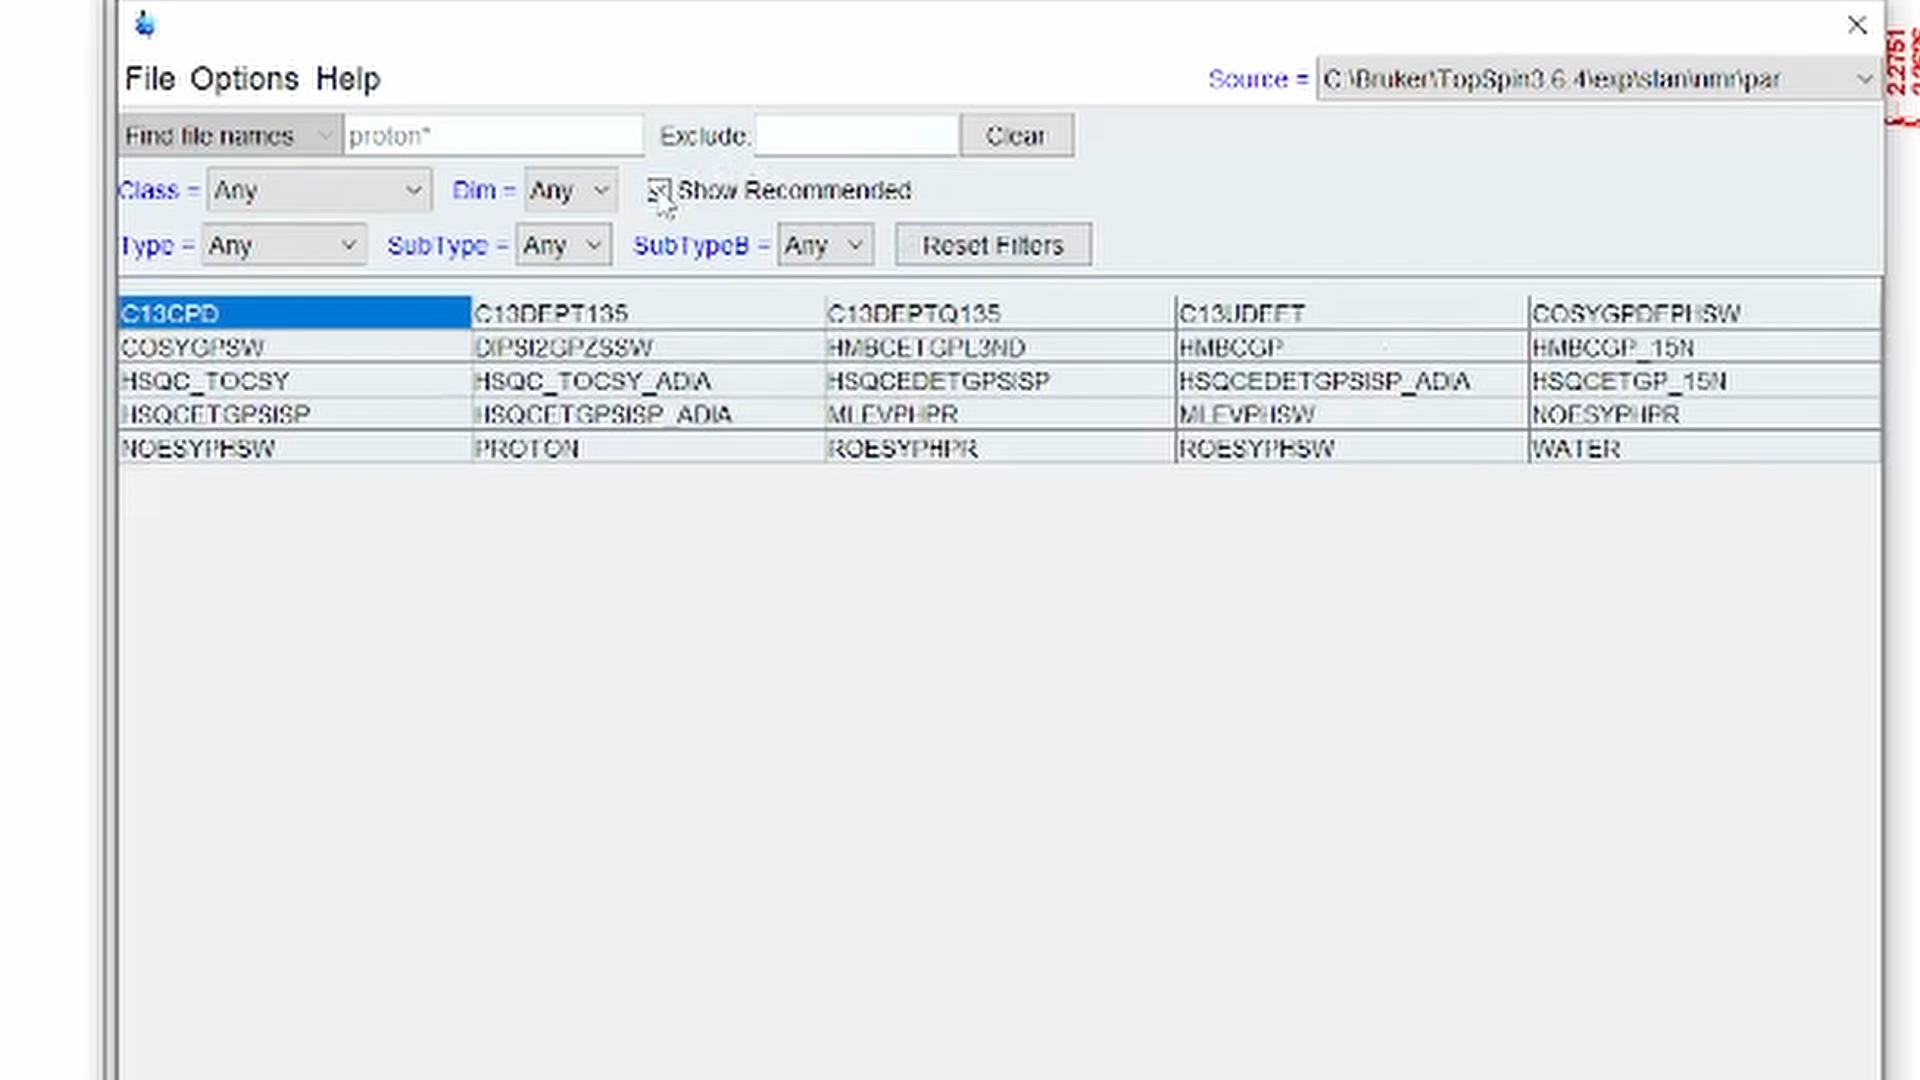 File Options Help Source = C:\Bruker\TopSpin3.6.4\exp\stan\nmr\par
Find file names proton* Exclude: Clear
Class = Any Dim = Any Show Recommended
Type = Any SubType = Any SubTypeB = Any Reset Filters
C13CPD C13DEPT135 C13DEPTQ135 C13UDEFT COSYGPDFPHSW
COSYGPSW DIPSI2GPZSSW HMBCETGPL3ND HMBCGP HMBCGP_15N
HSQC_TOCSY HSQC_TOCSY_ADIA HSQCEDETGPSISP HSQCEDETGPSISP_ADIA HSQCETGP_15N
HSQCETGPSISP HSQCETGPSISP_ADIA MLEVPHPR MLEVPHSW NOESYPHPR
NOESYPHSW PROTON ROESYPHPR ROESYPHSW WATER
2.2751